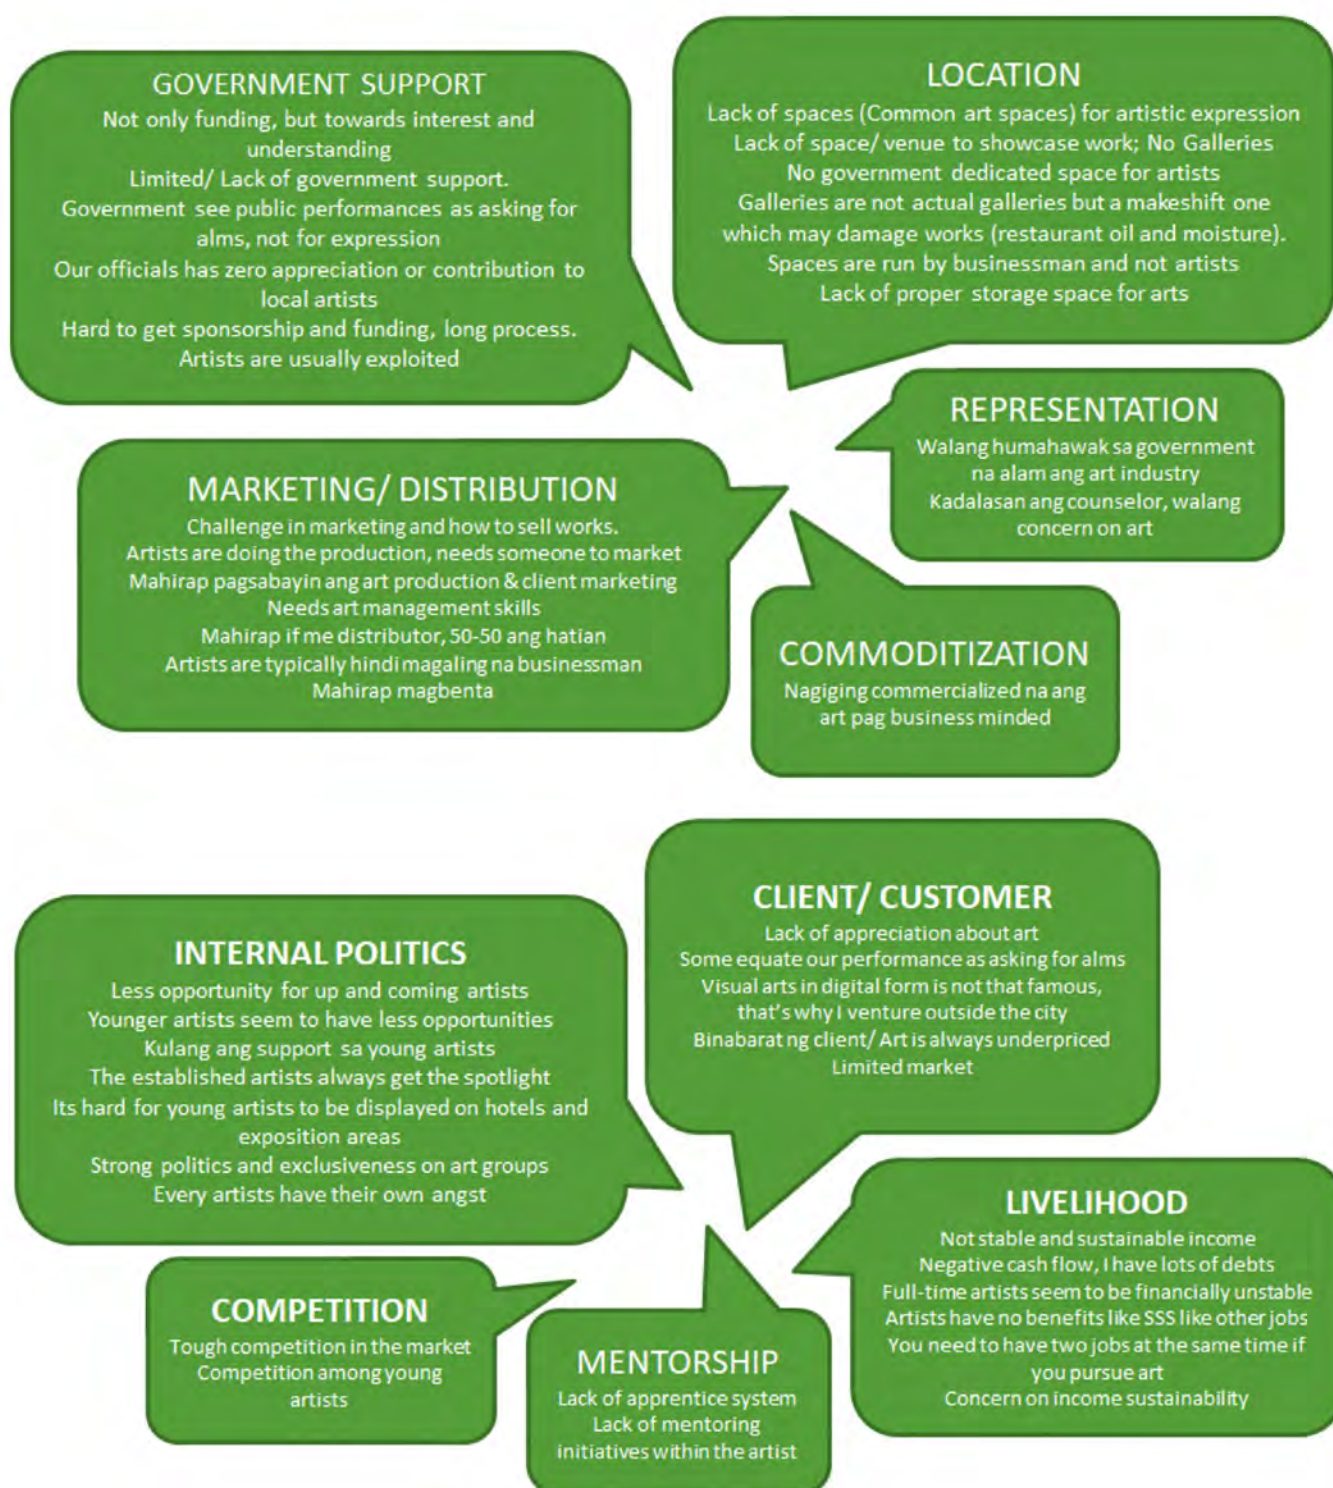 GOVERNMENT SUPPORT
Not only funding, but towards interest and
understanding
Limited/ Lack of government support.
Government see public performances as asking for
alms, not for expression
Our officials has zero appreciation or contribution to
local artists
Hard to get sponsorship and funding, long process.
Artists are usually exploited
LOCATION
Lack of spaces (Common art spaces) for artistic expression
Lack of space/ venue to showcase work; No Galleries
No government dedicated space for artists
Galleries are not actual galleries but a makeshift one
which may damage works (restaurant oil and moisture).
Spaces are run by businessman and not artists
Lack of proper storage space for arts
REPRESENTATION
Walang humahawak sa government
na alam ang art industry
Kadalasan ang counselor, walang
concern on art
MARKETING/ DISTRIBUTION
Challenge in marketing and how to sell works.
Artists are doing the production, needs someone to market
Mahirap pagsabayin ang art production & client marketing
Needs art management skills
Mahirap if me distributor, 50-50 ang hatian
Artists are typically hindi magaling na businessman
Mahirap magbenta
COMMODITIZATION
Nagiging commercialized na ang
art pag business minded
CLIENT/ CUSTOMER
Lack of appreciation about art
Some equate our performance as asking for alms
Visual arts in digital form is not that famous,
that's why I venture outside the city
Binabarat ng client/ Art is always underpriced
Limited market
INTERNAL POLITICS
Less opportunity for up and coming artists
Younger artists seem to have less opportunities
Kulang ang support sa young artists
The established artists always get the spotlight
Its hard for young artists to be displayed on hotels and
exposition areas
Strong politics and exclusiveness on art groups
Every artists have their own angst
LIVELIHOOD
Not stable and sustainable income
Negative cash flow, I have lots of debts
Full-time artists seem to be financially unstable
Artists have no benefits like SSS like other jobs
You need to have two jobs at the same time if
you pursue art
Concern on income sustainability
COMPETITION
Tough competition in the market
Competition among young
artists
MENTORSHIP
Lack of apprentice system
Lack of mentoring
initiatives within the artist